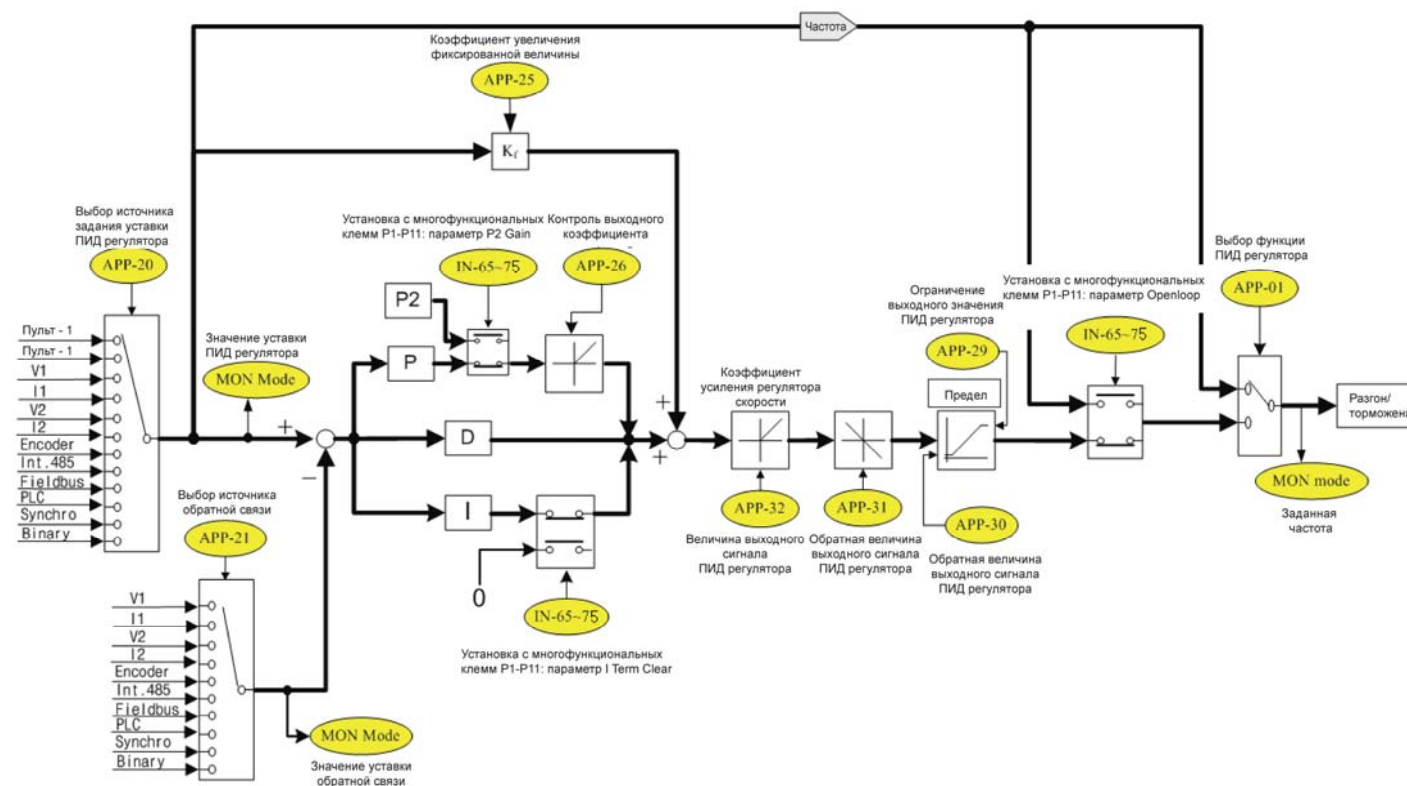 Частота
Коэффициент увеличения
фиксированной величины
APP-25
Kf
Выбор источника
задания уставки
ПИД регулятора
APP-20
Пульт - 1
Пульт - 1
V1
I1
V2
I2
Encoder
Int.485
Fieldbus
PLC
Synchro
Binary
Значение уставки
ПИД регулятора
MON Mode
+
−
Установка с многофункциональных
клемм P1-P11: параметр P2 Gain
IN-65~75
Контроль выходного
коэффициента
APP-26
P2
P
D
I
0
IN-65~75
Установка с многофункциональных
клемм P1-P11: параметр I Term Clear
Выбор источника
обратной связи
APP-21
V1
I1
V2
I2
Encoder
Int.485
Fieldbus
PLC
Synchro
Binary
MON Mode
Значение уставки
обратной связи
+
+
Коэффициент
усиления регулятора
скорости
APP-32
Величина выходного
сигнала
ПИД регулятора
APP-31
Обратная величина
выходного сигнала
ПИД регулятора
Ограничение
выходного значения
ПИД регулятора
APP-29
Предел
APP-30
Обратная величина
выходного сигнала
ПИД регулятора
Установка с многофункциональных
клемм P1-P11: параметр Openloop
IN-65~75
Выбор функции
ПИД регулятора
APP-01
Разгон/
торможени
MON mode
Заданная
частота